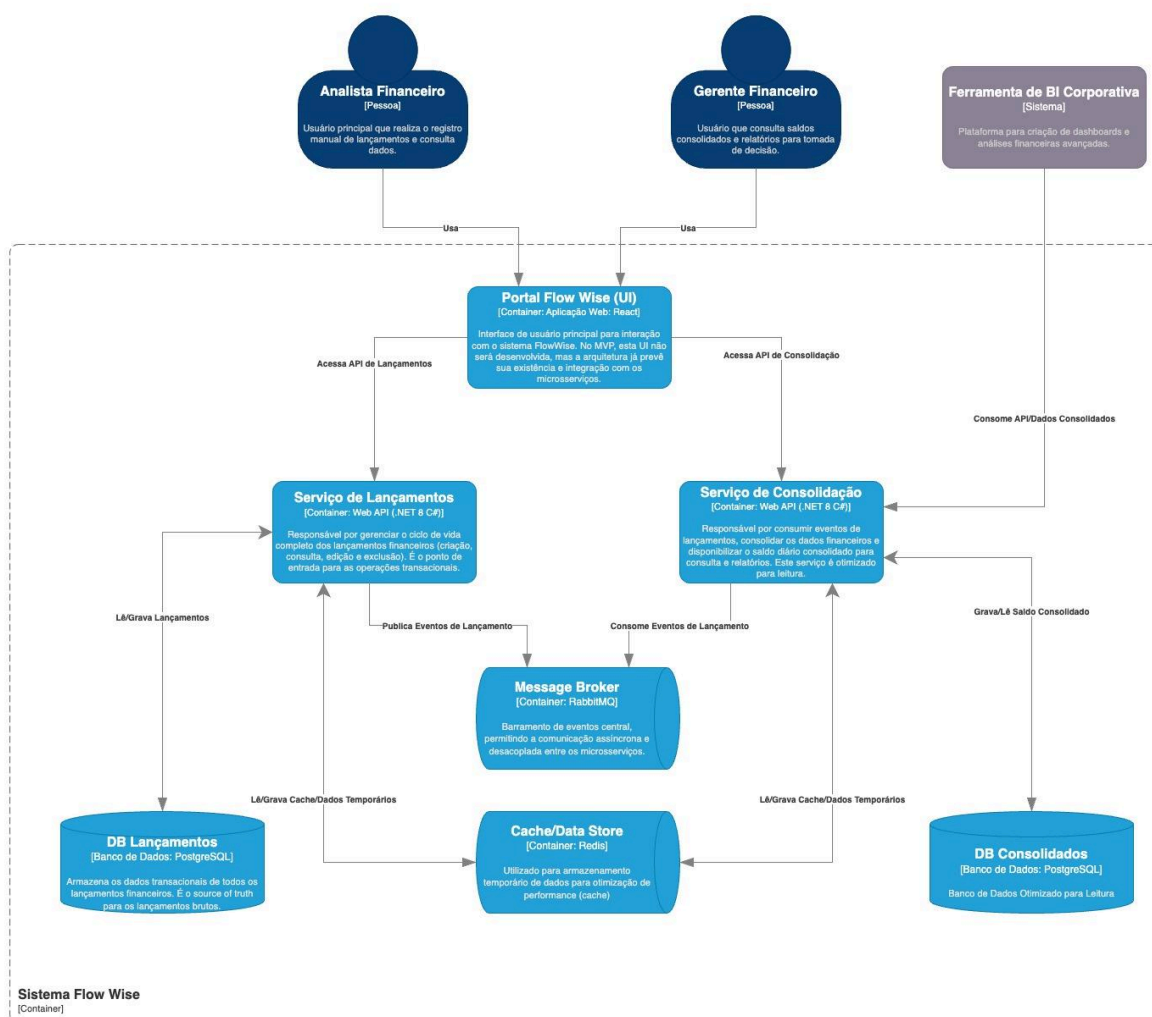 Analista Financeiro
[Pessoa]
Usuário principal que realiza o registro
manual de lançamentos e consulta
dados.
Gerente Financeiro
[Pessoa]
Usuário que consulta saldos
consolidados e relatórios para tomada
de decisão.
Ferramenta de BI Corporativa
[Sistema]
Plataforma para criação de dashboards e
análises financeiras avançadas.
Usa
Usa
Portal Flow Wise (UI)
[Container: Aplicação Web: React]
Interface de usuário principal para interação
com o sistema FlowWise. No MVP, esta UI não
será desenvolvida, mas a arquitetura já prevê
sua existência e integração com os
microsserviços.
Acessa API de Lançamentos
Acessa API de Consolidação
Consome API/Dados Consolidados
Serviço de Lançamentos
[Container: Web API (.NET 8 C#)]
Responsável por gerenciar o ciclo de vida
completo dos lançamentos financeiros (criação,
consulta, edição e exclusão). É o ponto de
entrada para as operações transacionais.
Serviço de Consolidação
[Container: Web API (.NET 8 C#)]
Responsável por consumir eventos de
lançamentos, consolidar os dados financeiros e
disponibilizar o saldo diário consolidado para
consulta e relatórios. Este serviço é otimizado
para leitura.
Lê/Grava Lançamentos
Publica Eventos de Lançamento
Consome Eventos de Lançamento
Grava/Lê Saldo Consolidado
Message Broker
[Container: RabbitMQ]
Barramento de eventos central,
permitindo a comunicação assíncrona e
desacoplada entre os microsserviços.
Lê/Grava Cache/Dados Temporários
Lê/Grava Cache/Dados Temporários
DB Lançamentos
[Banco de Dados: PostgreSQL]
Armazena os dados transacionais de todos os
lançamentos financeiros. É o source of truth
para os lançamentos brutos.
Cache/Data Store
[Container: Redis]
Utilizado para armazenamento
temporário de dados para otimização de
performance (cache)
DB Consolidados
[Banco de Dados: PostgreSQL]
Banco de Dados Otimizado para Leitura
Sistema Flow Wise
[Container]